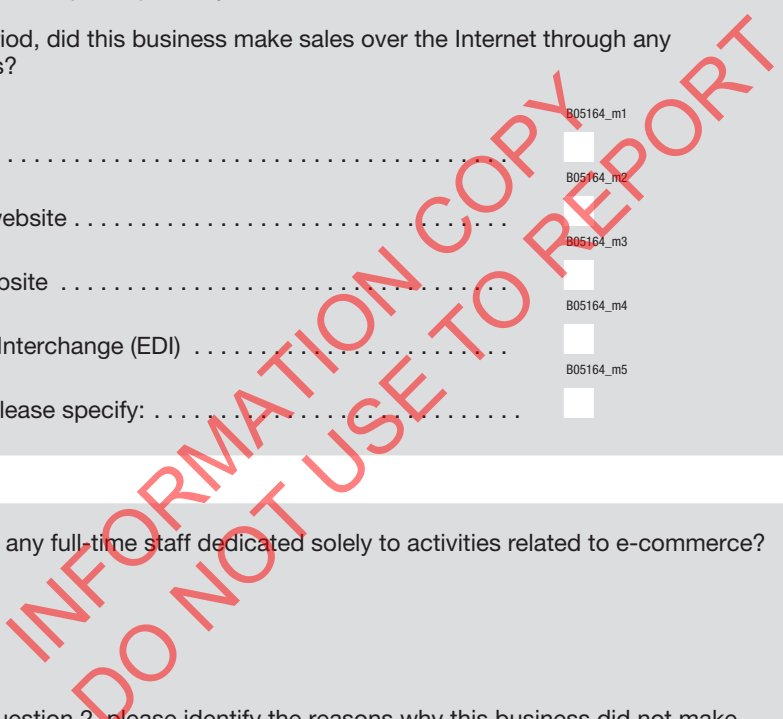 iod, did this business make sales over the Internet through any
s?
B05164_m1
. . . . . . . . . . . . . . . . . . . . . . . . . . . . . . . . . . . . . .
B05164_m2
ebsite . . . . . . . . . . . . . . . . . . . . . . . . . . . . . . . . .
B05164_m3
bsite . . . . . . . . . . . . . . . . . . . . . . . . . . . . . . . . . .
B05164_m4
Interchange (EDI) . . . . . . . . . . . . . . . . . . . . . . . .
B05164_m5
lease specify: . . . . . . . . . . . . . . . . . . . . . . . . . . . .
INFORMATION COPY
DO NOT USE TO REPORT
any full-time staff dedicated solely to activities related to e-commerce?
uestion 2, please identify the reasons why this business did not make